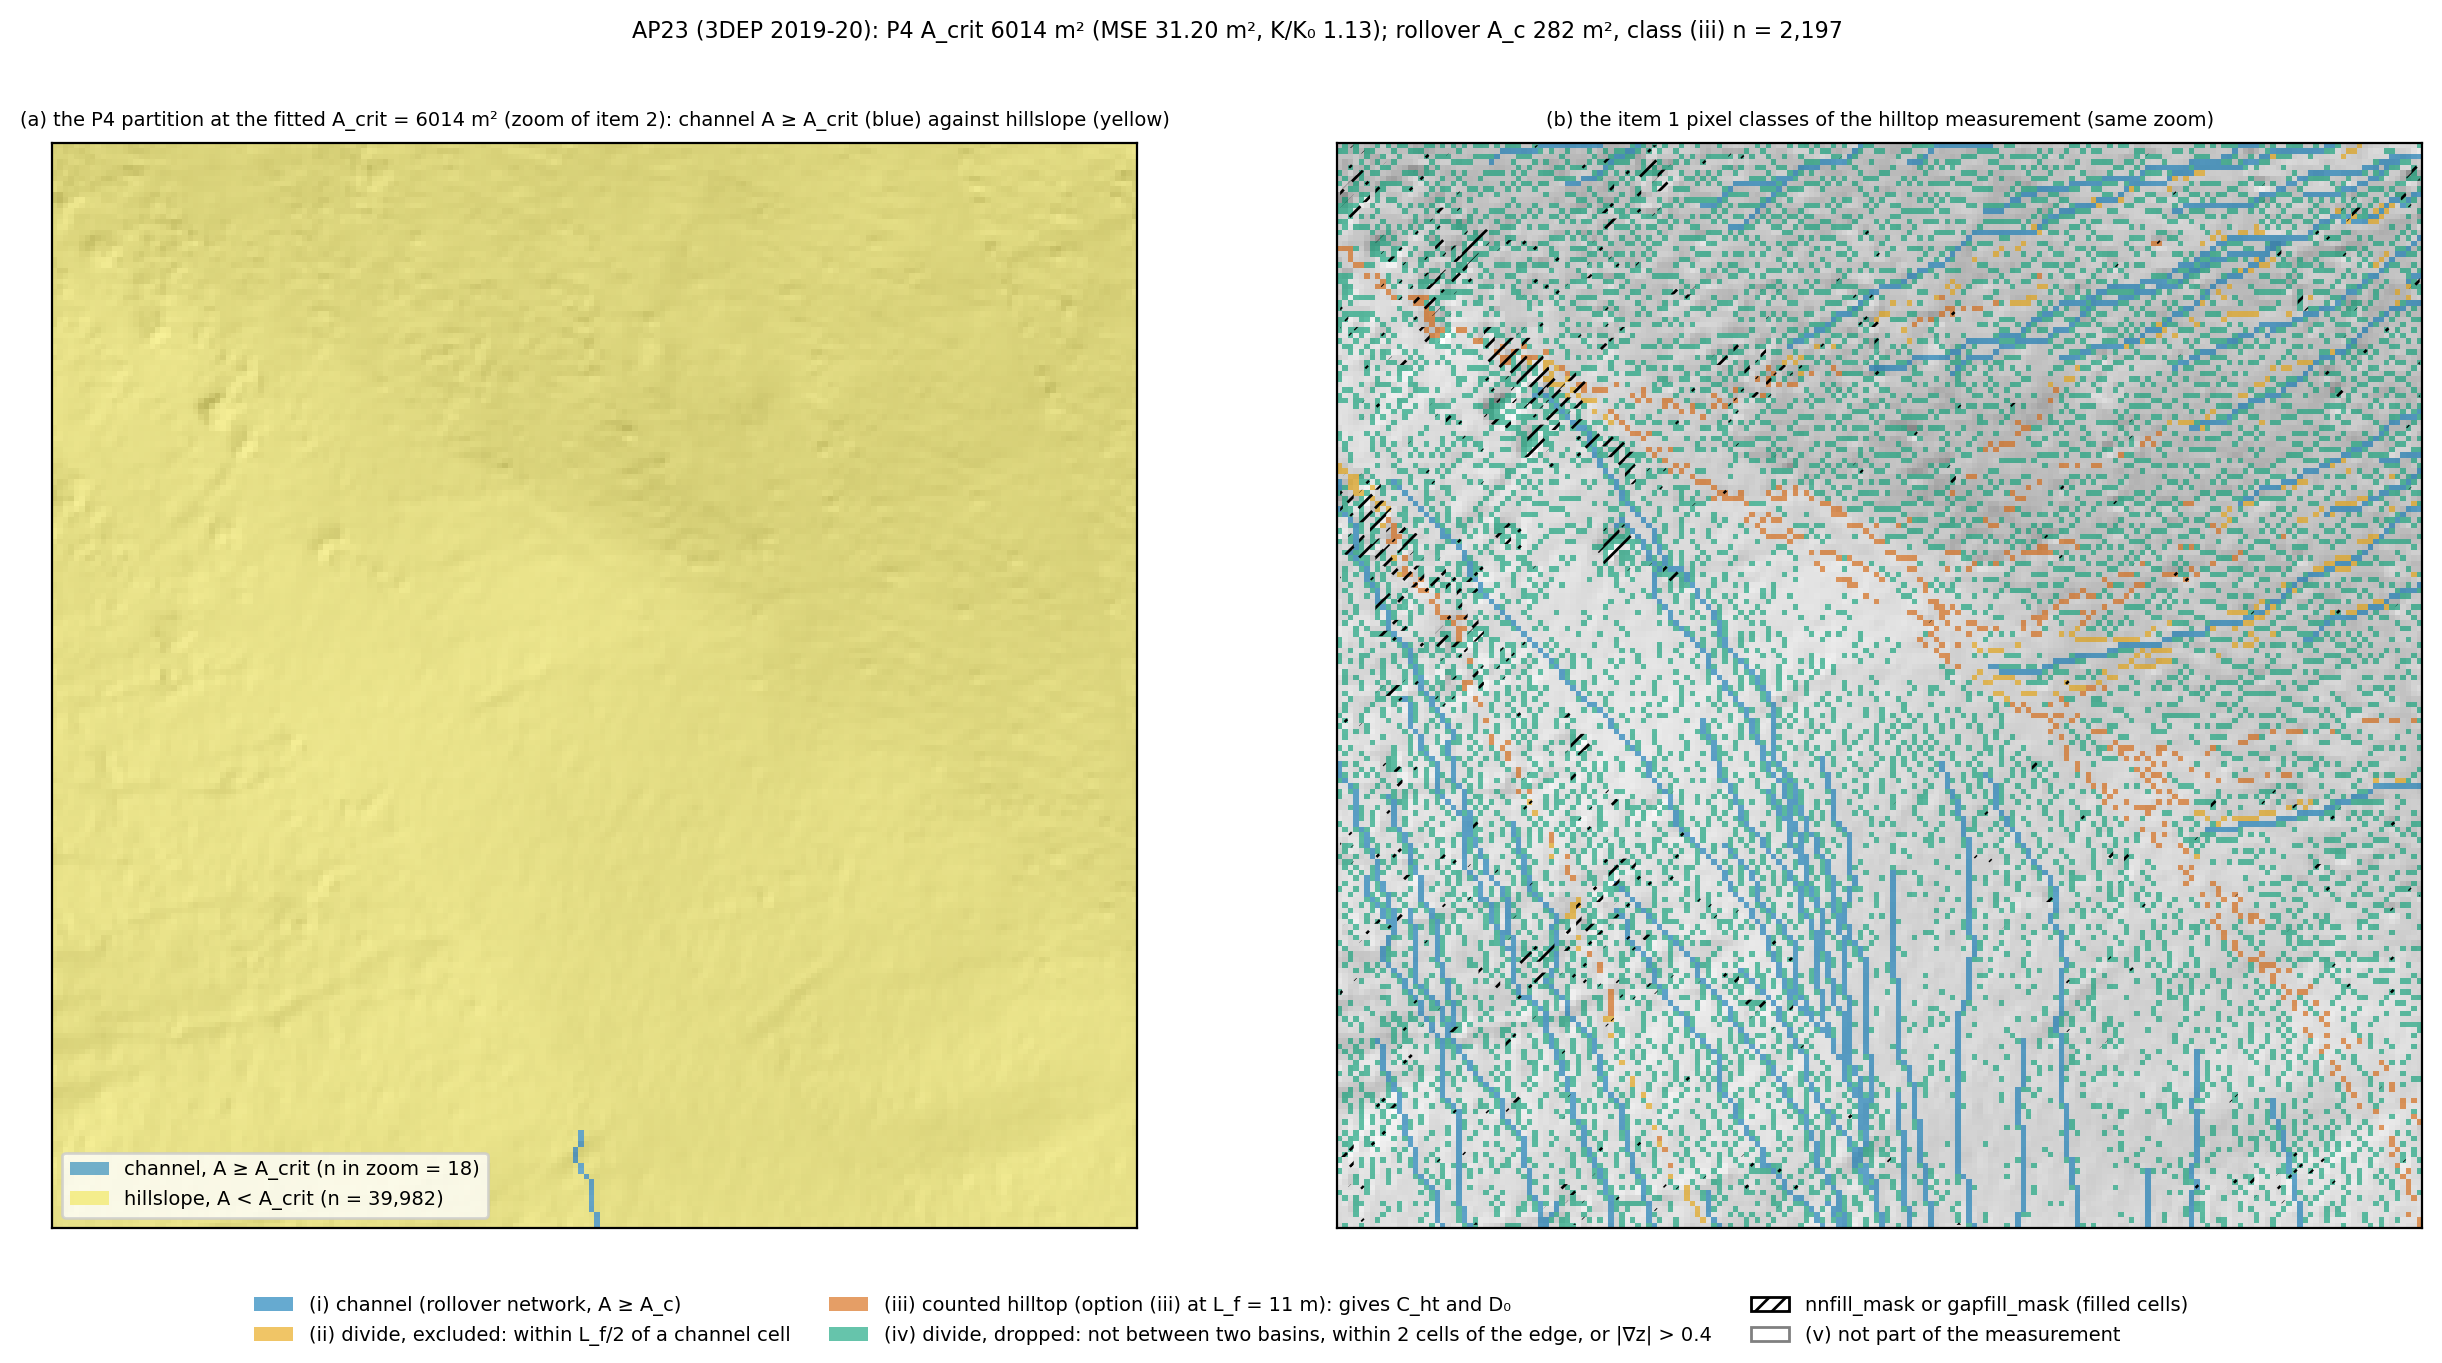 AP23 (3DEP 2019-20): P4 A_crit 6014 m² (MSE 31.20 m², K/K₀ 1.13); rollover A_c 282 m², class (iii) n = 2,197
(a) the P4 partition at the fitted A_crit = 6014 m² (zoom of item 2): channel A ≥ A_crit (blue) against hillslope (yellow)
(b) the item 1 pixel classes of the hilltop measurement (same zoom)
channel, A ≥ A_crit (n in zoom = 18)
hillslope, A < A_crit (n = 39,982)
(i) channel (rollover network, A ≥ A_c)
(ii) divide, excluded: within L_f/2 of a channel cell
(iii) counted hilltop (option (iii) at L_f = 11 m): gives C_ht and D₀
(iv) divide, dropped: not between two basins, within 2 cells of the edge, or |∇z| > 0.4
nnfill_mask or gapfill_mask (filled cells)
(v) not part of the measurement